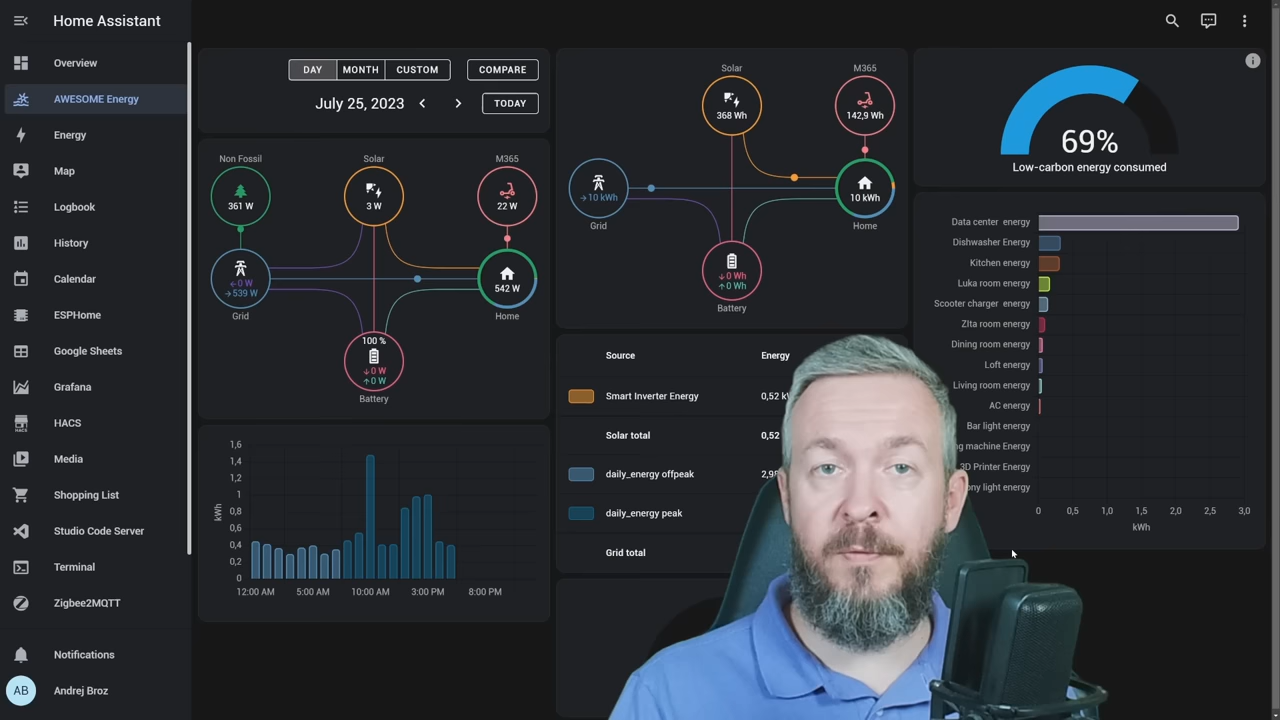 Home Assistant
Overview
AWESOME Energy
Energy
Map
Logbook
History
Calendar
ESPHome
Google Sheets
Grafana
HACS
HACS
Media
Shopping List
Studio Code Server
Terminal
Zigbee2MQTT
Notifications
AB
Andrej Broz
DAY MONTH CUSTOM COMPARE
July 25, 2023 TODAY
Non Fossil Solar M365
361 W 3 W 22 W
←0 W
→539 W
542 W
Grid Home
100 %
↓0 W
↑0 W
Battery
kWh
1,6
1,4
1,2
1
0,8
0,6
0,4
0,2
0
12:00 AM 5:00 AM 10:00 AM 3:00 PM 8:00 PM
Solar M365
368 Wh 142,9 Wh
→10 kWh 10 kWh
Grid Home
↓0 Wh
↑0 Wh
Battery
Source Energy
Smart Inverter Energy 0,52
Solar total 0,52
daily_energy offpeak
daily_energy peak
Grid total
69%
Low-carbon energy consumed
Data center energy
Dishwasher Energy
Kitchen energy
Luka room energy
Scooter charger energy
ZIta room energy
Dining room energy
Loft energy
Living room energy
AC energy
Bar light energy
machine Energy
3D Printer Energy
light energy
0 0,5 1,0 1,5 2,0 2,5 3,0
kWh